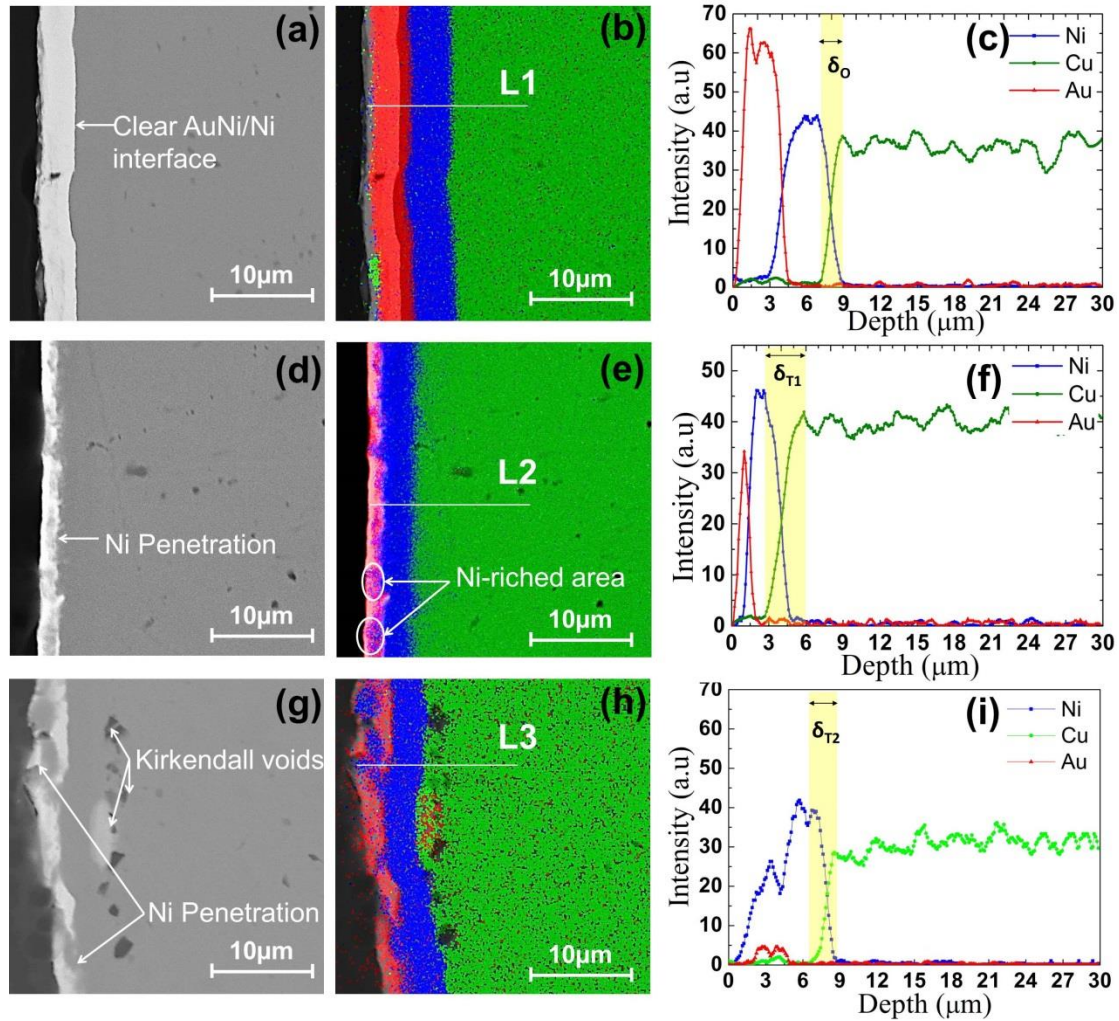 (a)
Clear AuNi/Ni
interface
10μm
(b)
L1
10μm
(c)
Intensity (a.u)
70
60
50
40
30
20
10
0
δO
Ni
Cu
Au
0 3 6 9 12 15 18 21 24 27 30
Depth (μm)
(d)
Ni Penetration
10μm
(e)
L2
Ni-riched area
10μm
(f)
Intensity (a.u)
50
40
30
20
10
0
δT1
Ni
Cu
Au
0 3 6 9 12 15 18 21 24 27 30
Depth (μm)
(g)
Kirkendall voids
Ni Penetration
10μm
(h)
L3
10μm
(i)
Intensity (a.u)
70
60
50
40
30
20
10
0
δT2
Ni
Cu
Au
0 3 6 9 12 15 18 21 24 27 30
Depth (μm)